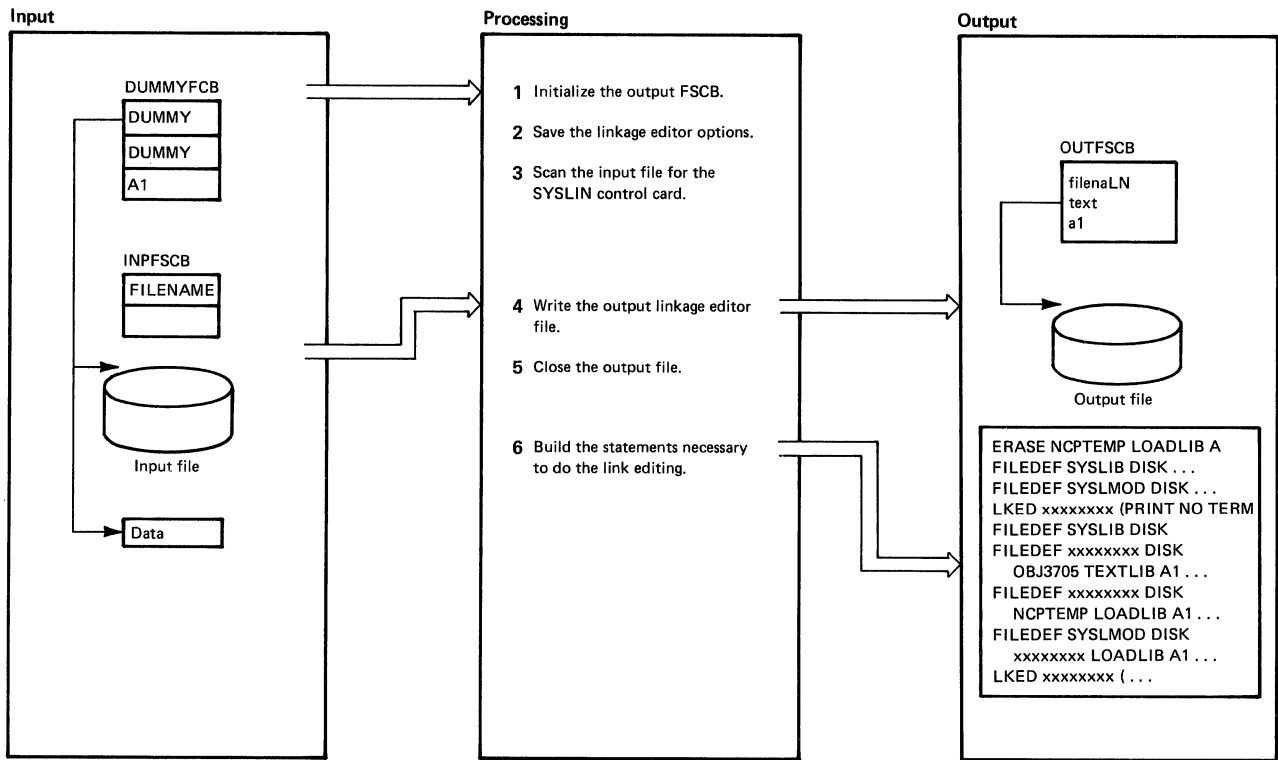 Input
DUMMYFCB
DUMMY
DUMMY
A1
INPFSCB
FILENAME
Input file
Data
Processing
1 Initialize the output FSCB.
2 Save the linkage editor options.
3 Scan the input file for the
SYSLIN control card.
4 Write the output linkage editor
file.
5 Close the output file.
6 Build the statements necessary
to do the link editing.
Output
OUTFSCB
filenaLN
text
a1
Output file
ERASE NCPTEMP LOADLIB A
FILEDEF SYSLIB DISK . . .
FILEDEF SYSLMOD DISK . . .
LKED xxxxxxxx (PRINT NO TERM
FILEDEF SYSLIB DISK
FILEDEF xxxxxxxx DISK
OBJ3705 TEXTLIB A1 . . .
FILEDEF xxxxxxxx DISK
NCPTEMP LOADLIB A1 . . .
FILEDEF SYSLMOD DISK
xxxxxxxx LOADLIB A1 . . .
LKED xxxxxxxx ( . . .